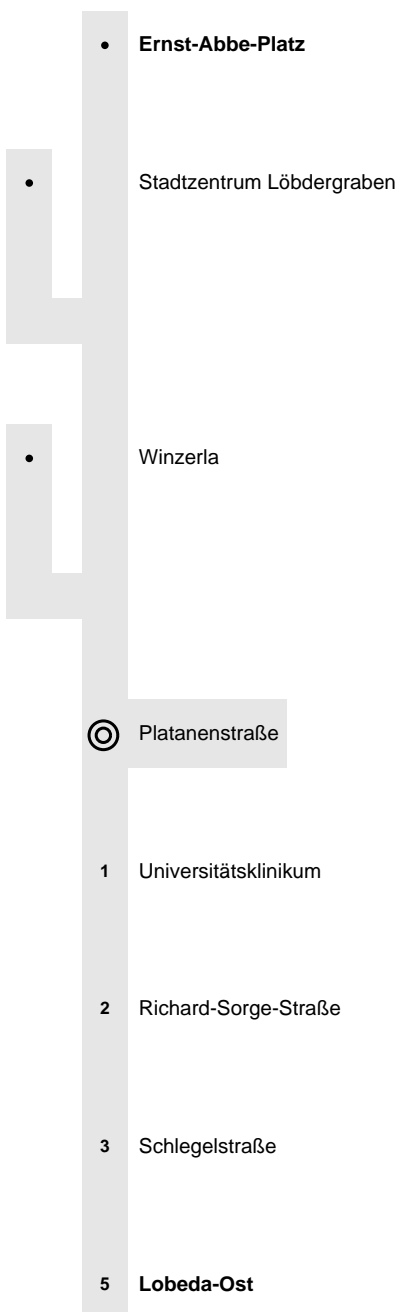 Ernst-Abbe-Platz
Stadtzentrum Löbdergraben
Winzerla
Platanenstraße
1 Universitätsklinikum
2 Richard-Sorge-Straße
3 Schlegelstraße
5 Lobeda-Ost